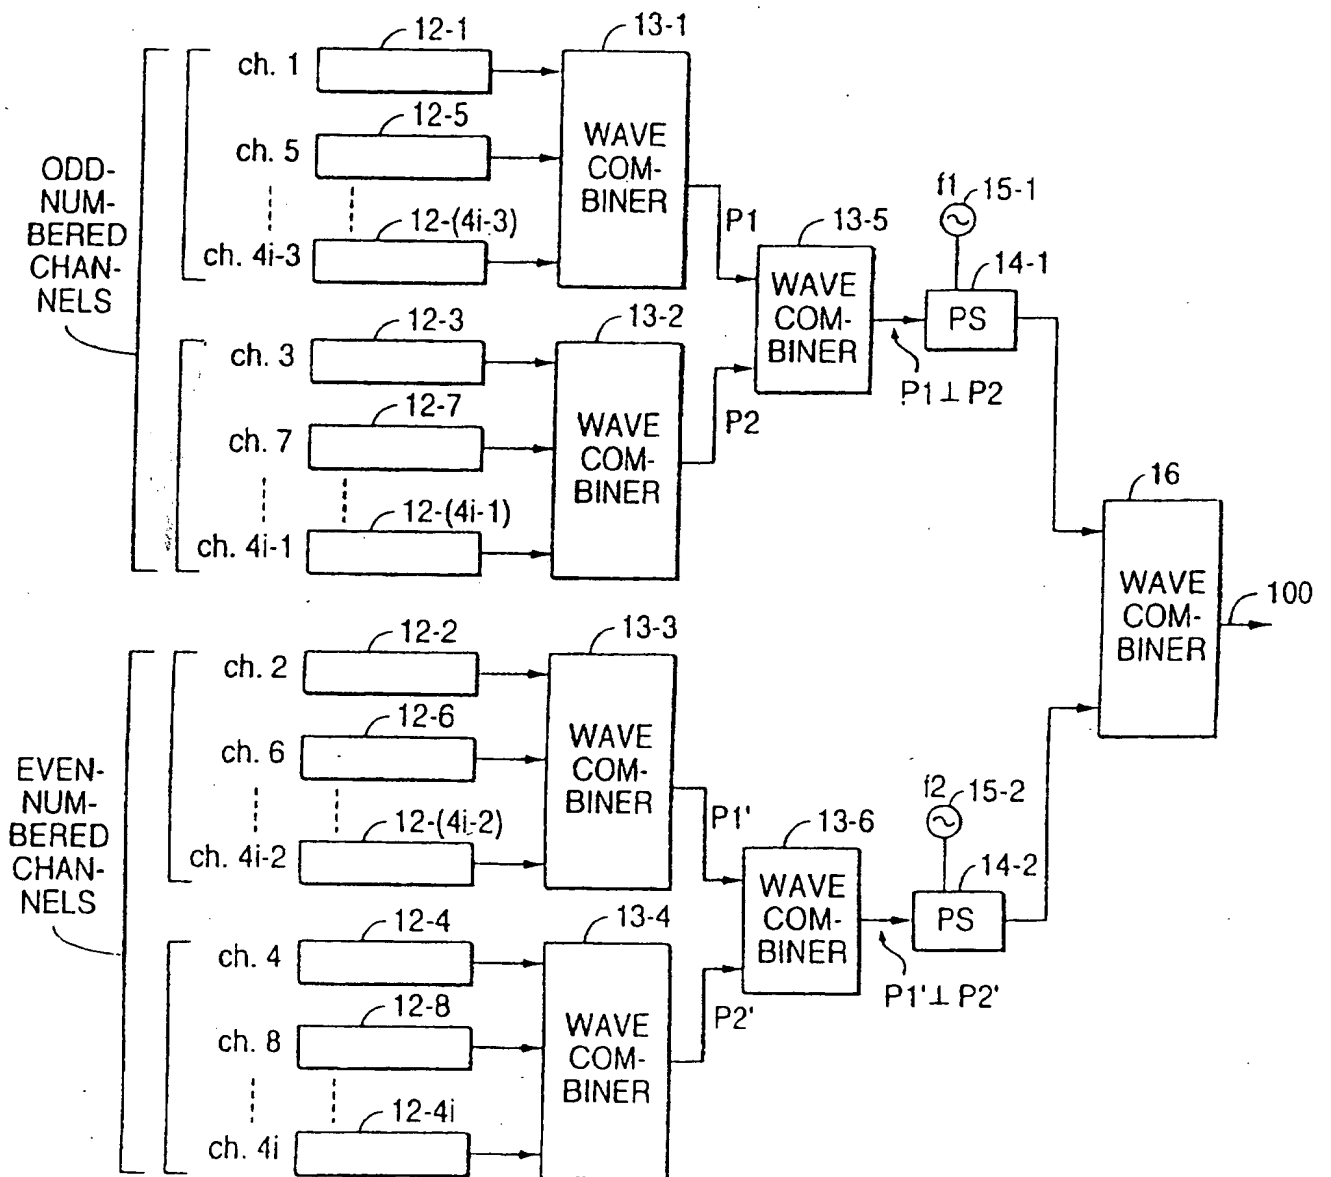 12-1
13-1
ch. 1
12-5
ch. 5
WAVE
COM-
BINER
ODD-
NUM-
BERED
CHAN-
NELS
12-(4i-3)
ch. 4i-3
P1
f1
15-1
13-5
14-1
WAVE
COM-
BINER
PS
P1⊥P2
12-3
13-2
ch. 3
12-7
ch. 7
WAVE
COM-
BINER
P2
12-(4i-1)
ch. 4i-1
16
WAVE
COM-
BINER
100
12-2
13-3
ch. 2
12-6
ch. 6
WAVE
COM-
BINER
EVEN-
NUM-
BERED
CHAN-
NELS
12-(4i-2)
ch. 4i-2
P1'
f2
15-2
13-6
14-2
WAVE
COM-
BINER
PS
P1'⊥P2'
12-4
13-4
ch. 4
12-8
ch. 8
WAVE
COM-
BINER
P2'
12-4i
ch. 4i